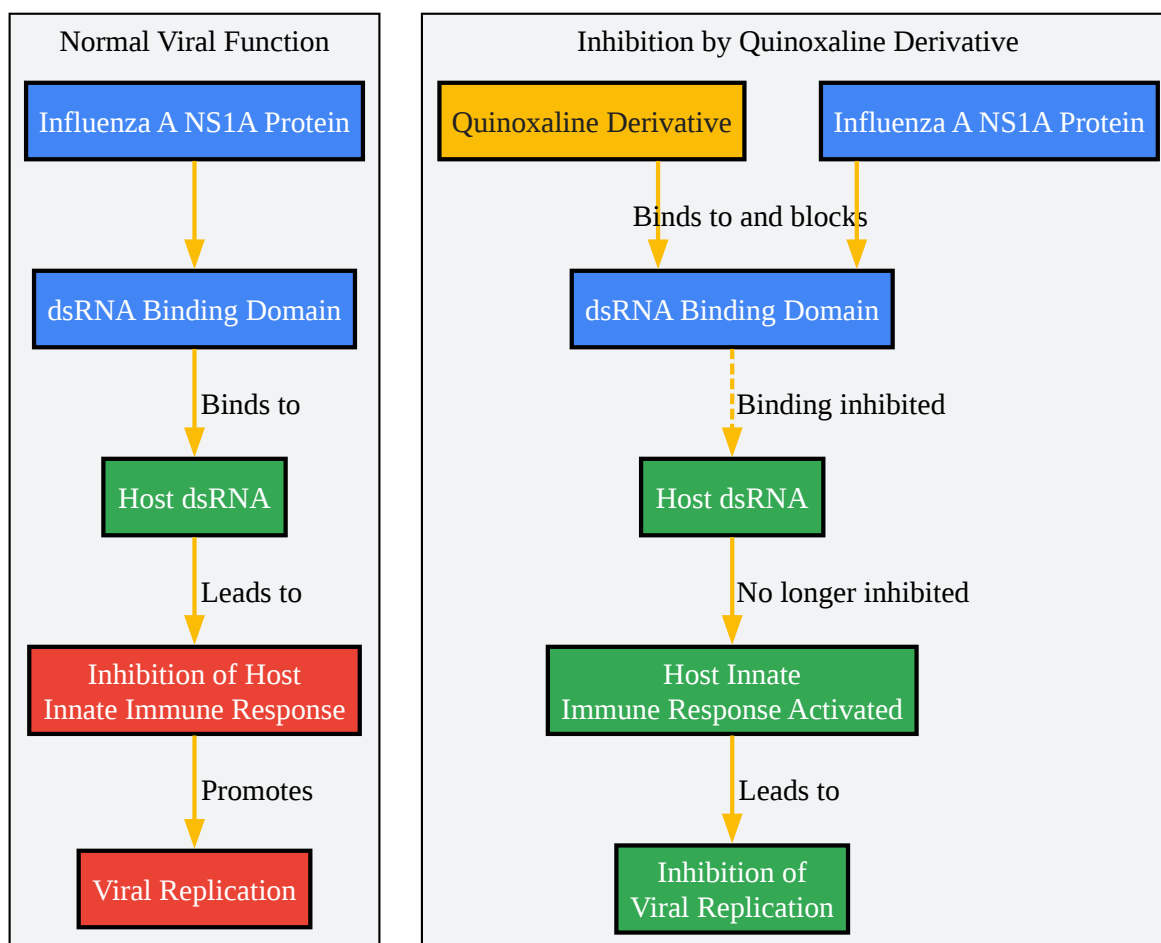 Normal Viral Function
Influenza A NS1A Protein
dsRNA Binding Domain
Binds to
Host dsRNA
Leads to
Inhibition of Host
Innate Immune Response
Promotes
Viral Replication
Inhibition by Quinoxaline Derivative
Quinoxaline Derivative
Influenza A NS1A Protein
Binds to and blocks
dsRNA Binding Domain
Binding inhibited
Host dsRNA
No longer inhibited
Host Innate
Immune Response Activated
Leads to
Inhibition of
Viral Replication